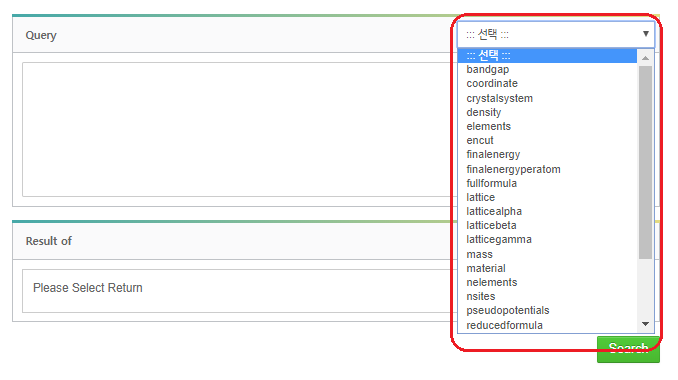 Query
::: 선택 :::
::: 선택 :::
bandgap
coordinate
crystalsystem
density
elements
encut
finalenergy
finalenergyperatom
fullformula
lattice
latticealpha
latticebeta
latticegamma
mass
material
nelements
nsites
pseudopotentials
reducedformula
Result of
Please Select Return
Search